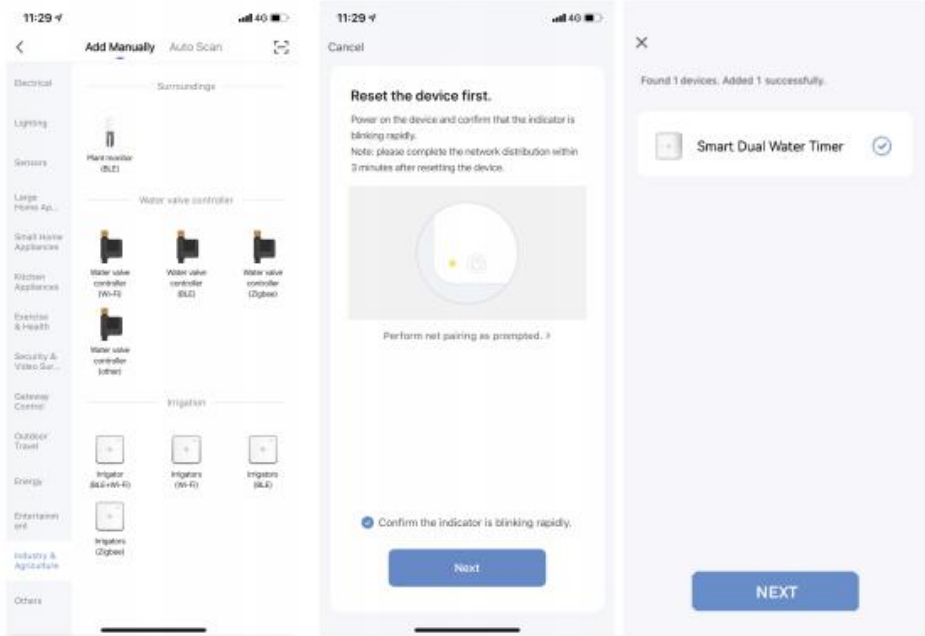 11:29
4G
Add Manually
Auto Scan
Electrical
Lighting
Sensors
Large
Home Ap...
Small Home
Appliances
Kitchen
Appliances
Exercise
& Health
Security &
Video Sur...
Gateway
Control
Outdoor
Travel
Energy
Entertainm
ent
Industry &
Agriculture
Others
Surroundings
Plant monitor
(BLE)
Water valve controller
Water valve
controller
(Wi-Fi)
Water valve
controller
(BLE)
Water valve
controller
(Zigbee)
Water valve
controller
(other)
Irrigation
Irrigator
(BLE+Wi-Fi)
Irrigators
(Wi-Fi)
Irrigators
(BLE)
Irrigators
(Zigbee)
11:29
4G
Cancel
Reset the device first.
Power on the device and confirm that the indicator is
blinking rapidly.
Note: please complete the network distribution within
3 minutes after resetting the device.
Perform net pairing as prompted. >
Confirm the indicator is blinking rapidly.
Next
Found 1 devices. Added 1 successfully.
Smart Dual Water Timer
NEXT